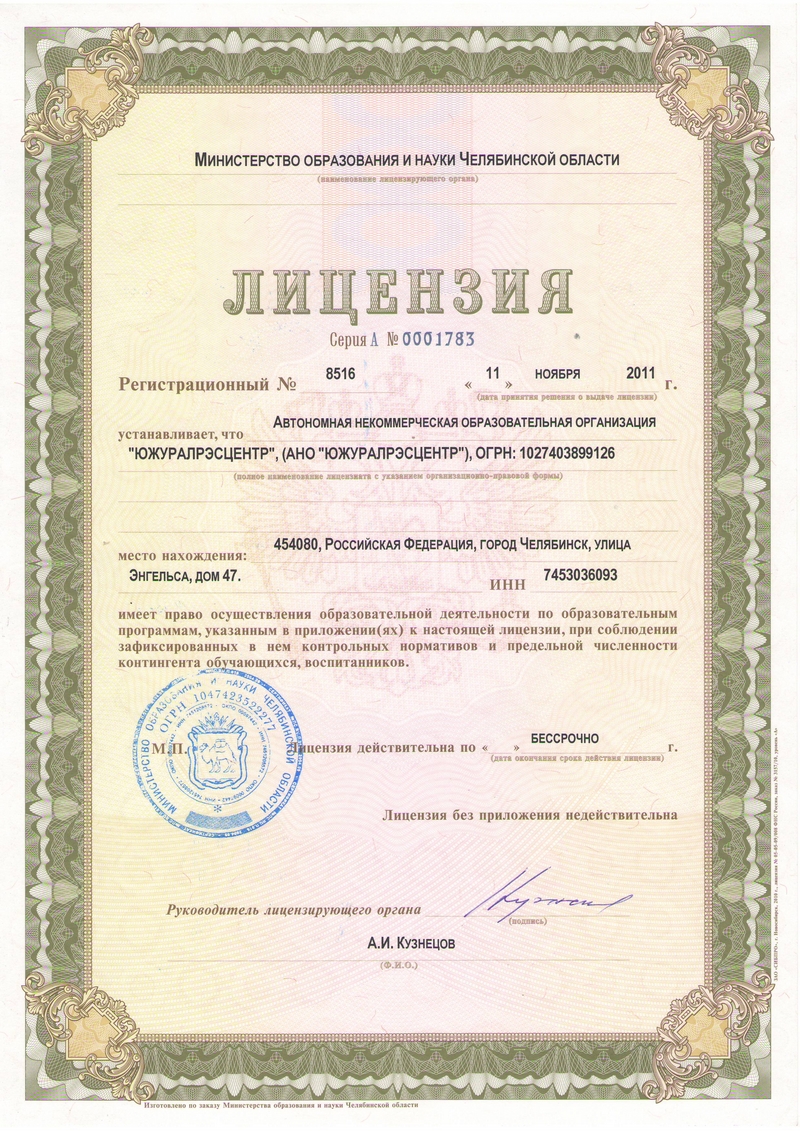 МИНИСТЕРСТВО ОБРАЗОВАНИЯ И НАУКИ ЧЕЛЯБИНСКОЙ ОБЛАСТИ
(наименование лицензирующего органа)
ЛИЦЕНЗИЯ
Серия А № 0001783
Регистрационный № 8516 « 11 » НОЯБРЯ 2011 г.
(дата принятия решения о выдаче лицензии)
устанавливает, что АВТОНОМНАЯ НЕКОММЕРЧЕСКАЯ ОБРАЗОВАТЕЛЬНАЯ ОРГАНИЗАЦИЯ
"ЮЖУРАЛРЭСЦЕНТР", (АНО "ЮЖУРАЛРЭСЦЕНТР"), ОГРН: 1027403899126
(полное наименование лицензиата с указанием организационно-правовой формы)
место нахождения: 454080, РОССИЙСКАЯ ФЕДЕРАЦИЯ, ГОРОД ЧЕЛЯБИНСК, УЛИЦА
ЭНГЕЛЬСА, ДОМ 47. ИНН 7453036093
имеет право осуществления образовательной деятельности по образовательным
программам, указанным в приложении(ях) к настоящей лицензии, при соблюдении
зафиксированных в нем контрольных нормативов и предельной численности
контингента обучающихся, воспитанников.
МИНИСТЕРСТВО ОБРАЗОВАНИЯ И НАУКИ ЧЕЛЯБИНСКОЙ ОБЛАСТИ
ОГРН 1047423522277
М.П. Лицензия действительна по « » БЕССРОЧНО г.
(дата окончания срока действия лицензии)
Лицензия без приложения недействительна
Руководитель лицензирующего органа
(подпись)
А.И. КУЗНЕЦОВ
(Ф.И.О.)
Изготовлено по заказу Министерства образования и науки Челябинской области